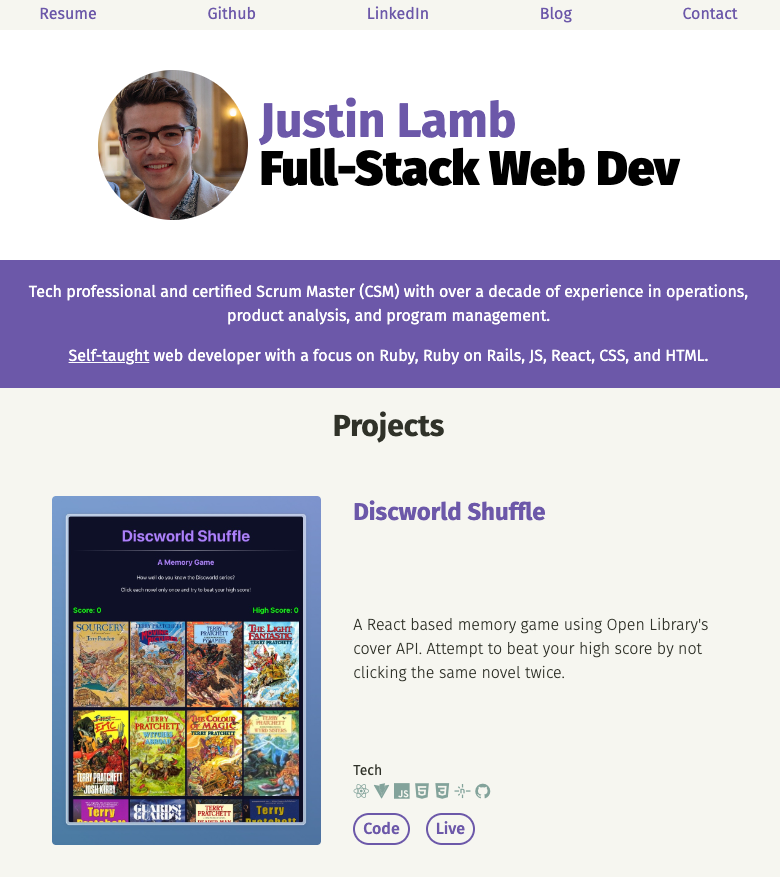 Resume Github LinkedIn Blog Contact
Justin Lamb
Full-Stack Web Dev
Tech professional and certified Scrum Master (CSM) with over a decade of experience in operations,
product analysis, and program management.
Self-taught web developer with a focus on Ruby, Ruby on Rails, JS, React, CSS, and HTML.
Projects
Discworld Shuffle
A Memory Game
How well do you know the Discworld series?
Click each novel only once and try to beat your high score!
Score: 0 High Score: 0
SOURCERY
TERRY PRATCHETT
PYRAMIDS
THE LIGHT
FANTASTIC
TERRY PRATCHETT
ERIC
TERRY PRATCHETT
JOSH KIRBY
TERRY PRATCHETT
WITCHES
ABROAD
TERRY PRATCHETT
THE COLOUR
OF MAGIC
Terry
GUARDS!
Terry
Discworld Shuffle
A React based memory game using Open Library's
cover API. Attempt to beat your high score by not
clicking the same novel twice.
Tech
JS
Code Live